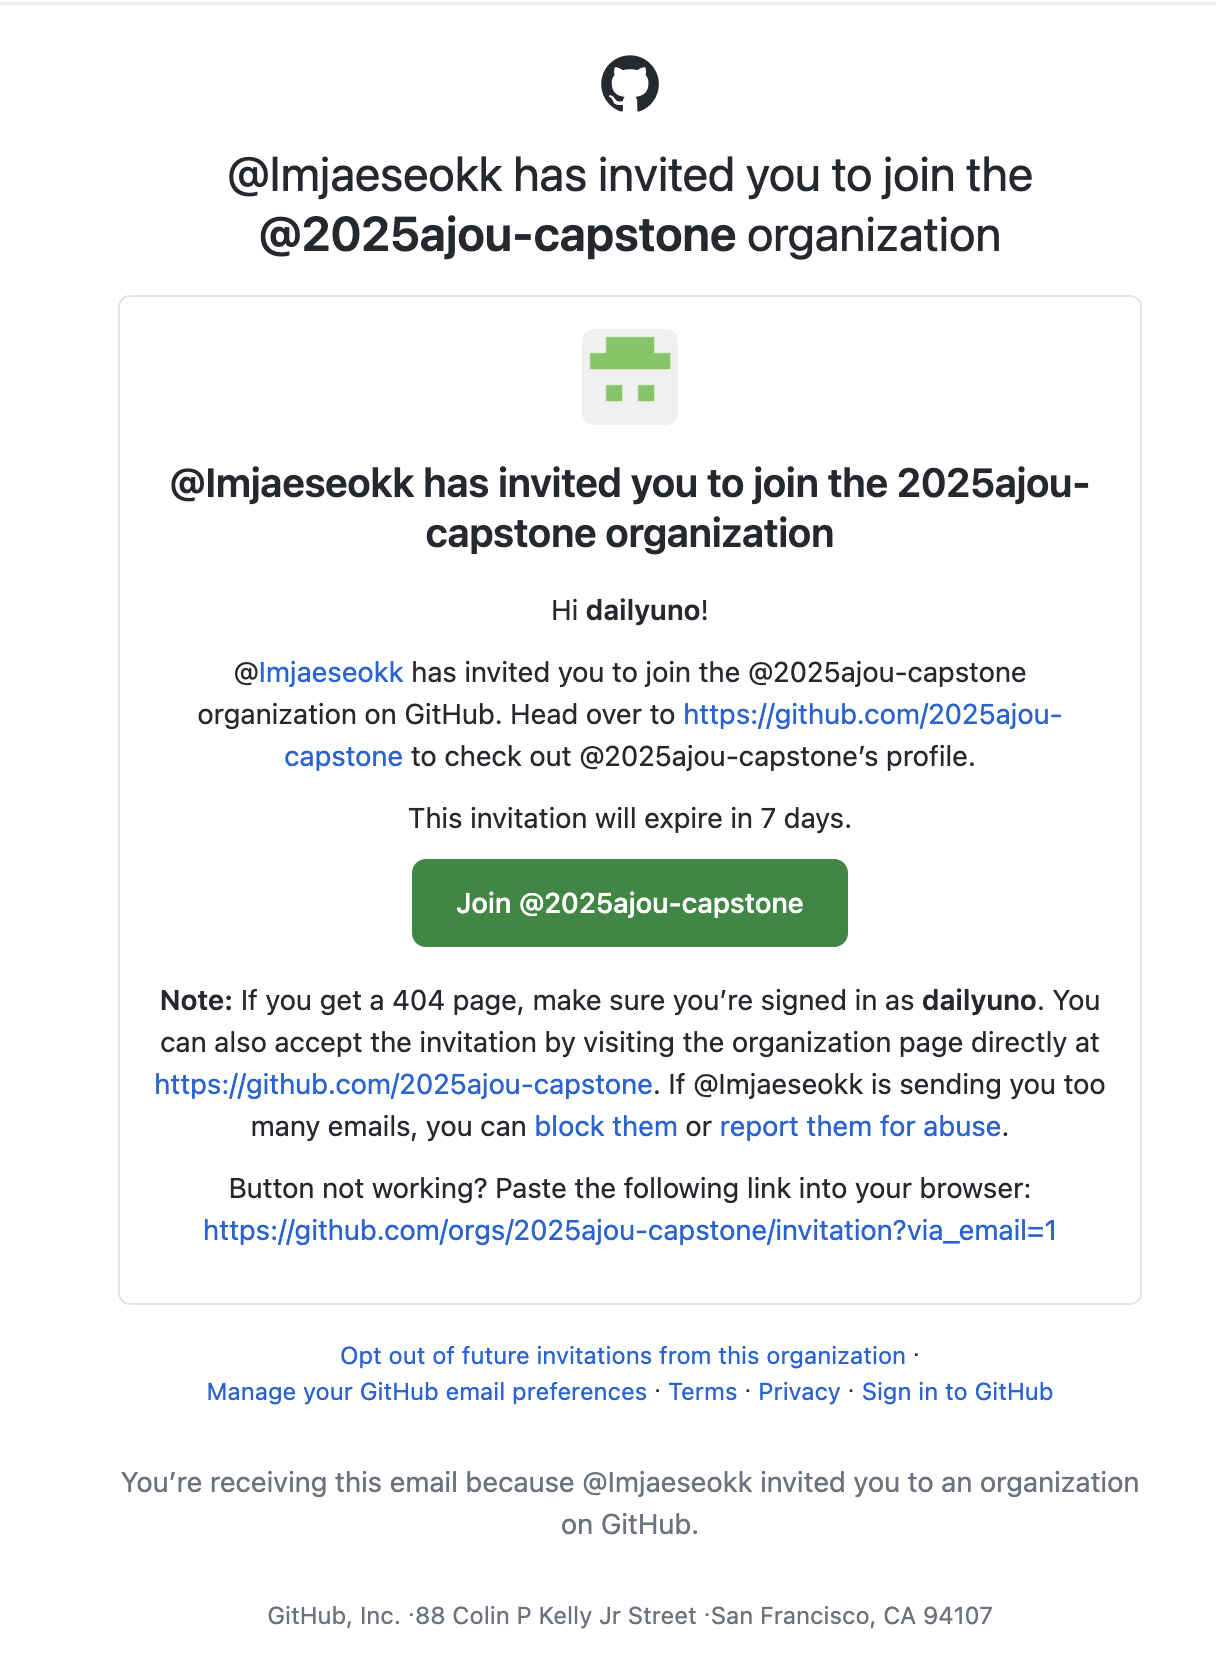 @Imjaeseokk has invited you to join the
@2025ajou-capstone organization
@Imjaeseokk has invited you to join the 2025ajou-
capstone organization
Hi dailyuno!
@Imjaeseokk has invited you to join the @2025ajou-capstone
organization on GitHub. Head over to https://github.com/2025ajou-
capstone to check out @2025ajou-capstone’s profile.
This invitation will expire in 7 days.
Join @2025ajou-capstone
Note: If you get a 404 page, make sure you’re signed in as dailyuno. You
can also accept the invitation by visiting the organization page directly at
https://github.com/2025ajou-capstone. If @Imjaeseokk is sending you too
many emails, you can block them or report them for abuse.
Button not working? Paste the following link into your browser:
https://github.com/orgs/2025ajou-capstone/invitation?via_email=1
Opt out of future invitations from this organization ·
Manage your GitHub email preferences · Terms · Privacy · Sign in to GitHub
You’re receiving this email because @Imjaeseokk invited you to an organization
on GitHub.
GitHub, Inc. ·88 Colin P Kelly Jr Street ·San Francisco, CA 94107